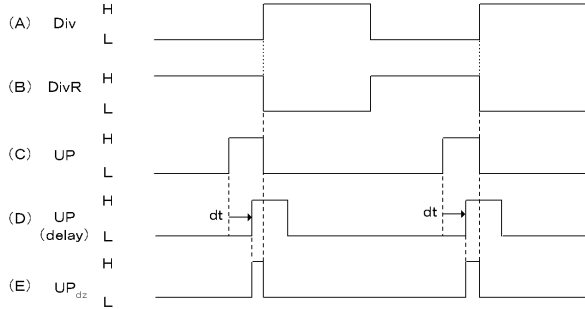 H
(A) Div
L
H
(B) DivR
L
H
(C) UP
L
H
dt dt
(D) UP
(delay) L
H
(E) UPdz
L